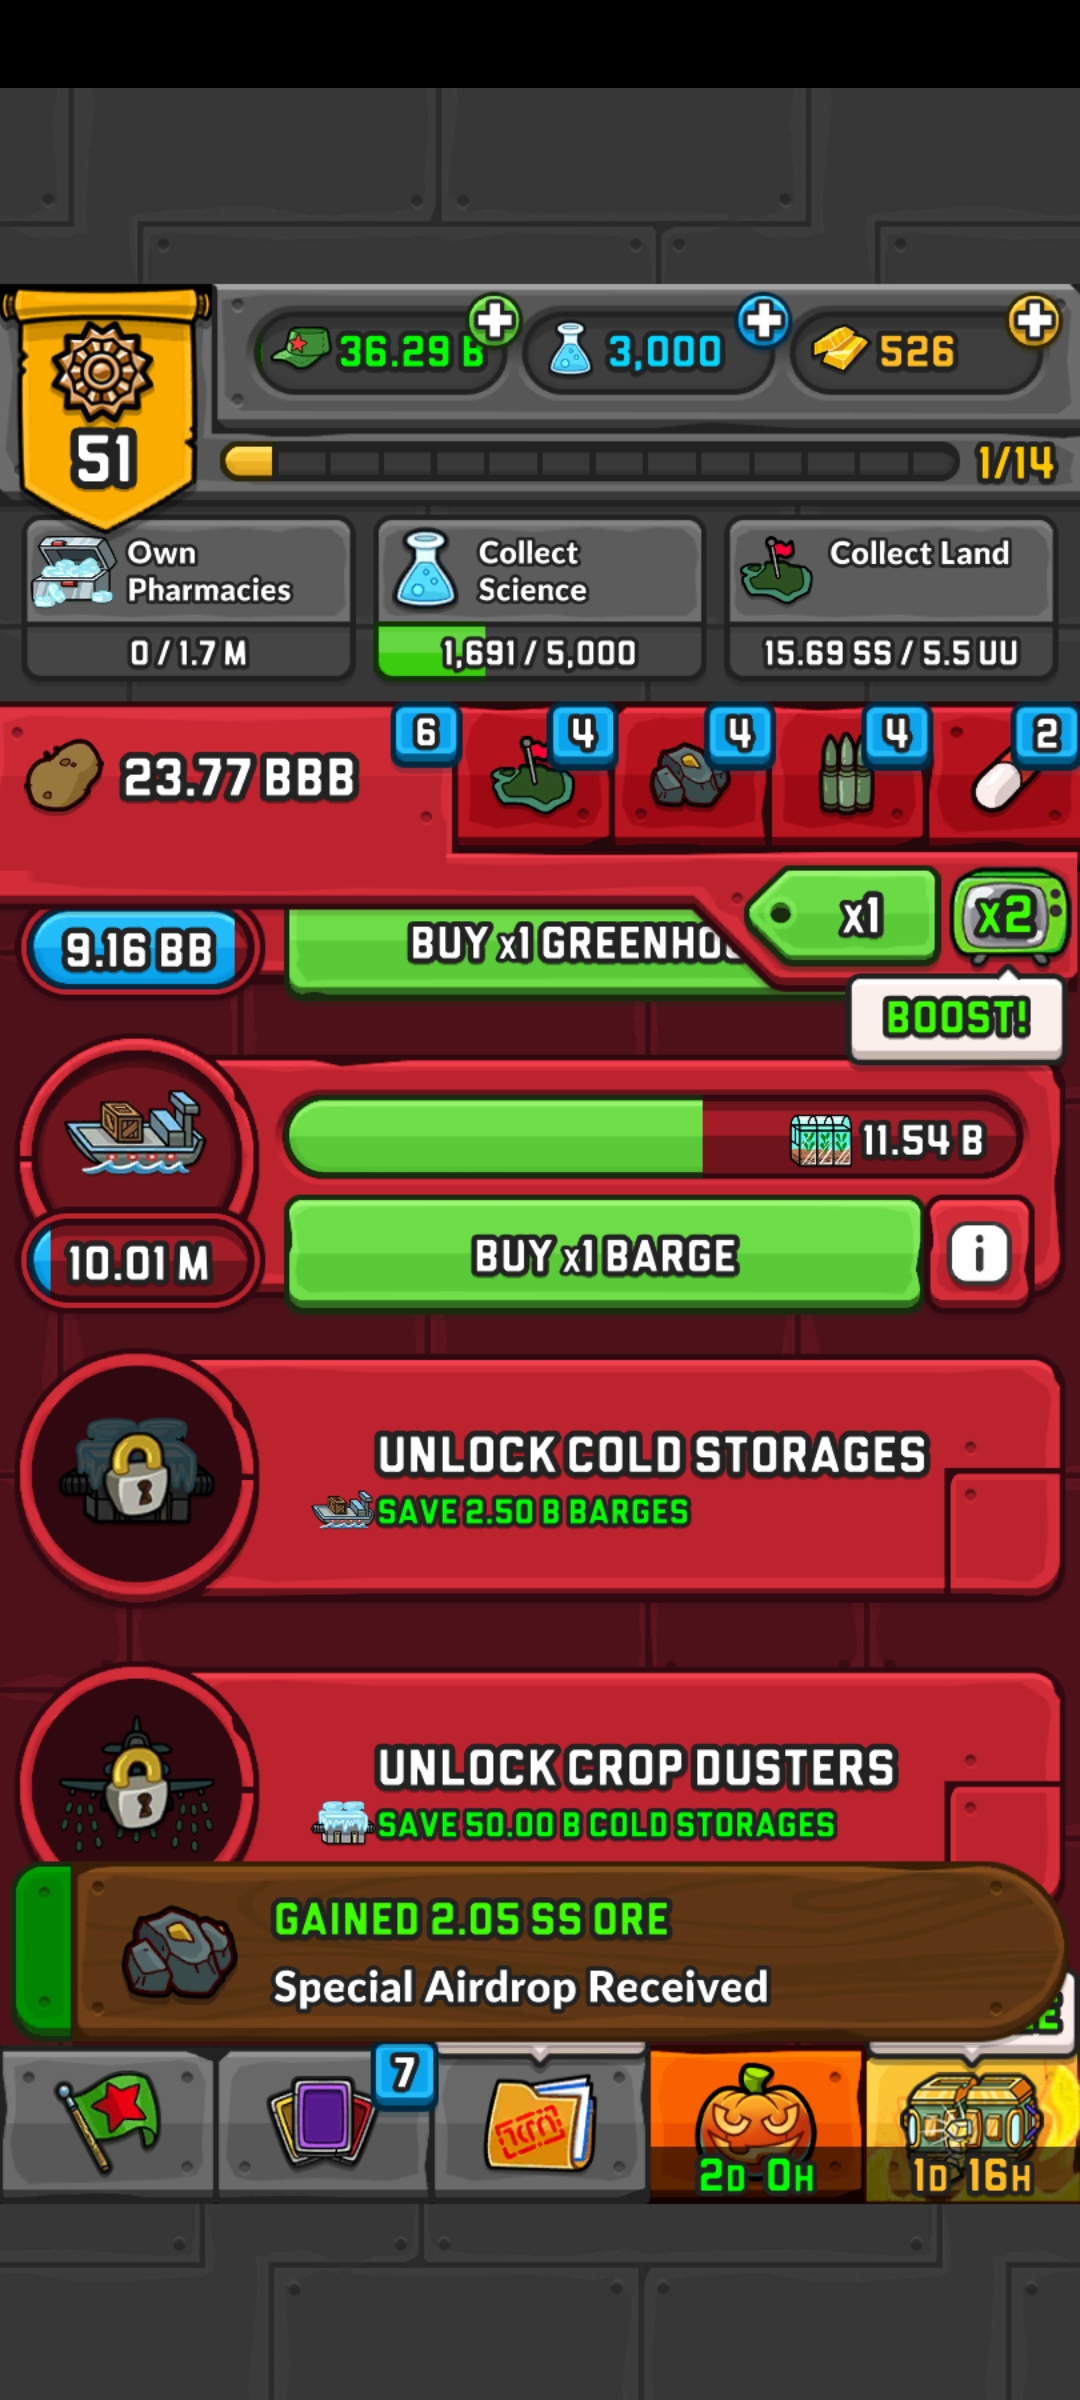 36.29 B
3,000
526
51
1/14
Own
Pharmacies
0 / 1.7 M
Collect
Science
1,691 / 5,000
Collect Land
15.69 SS / 5.5 UU
23.77 BBB
6
4
4
4
2
9.16 BB
BUY x1 GREENHO
x1
x2
BOOST!
11.54 B
10.01 M
BUY x1 BARGE
i
UNLOCK COLD STORAGES
SAVE 2.50 B BARGES
UNLOCK CROP DUSTERS
SAVE 50.00 B COLD STORAGES
GAINED 2.05 SS ORE
Special Airdrop Received
7
2D 0H
1D 16H